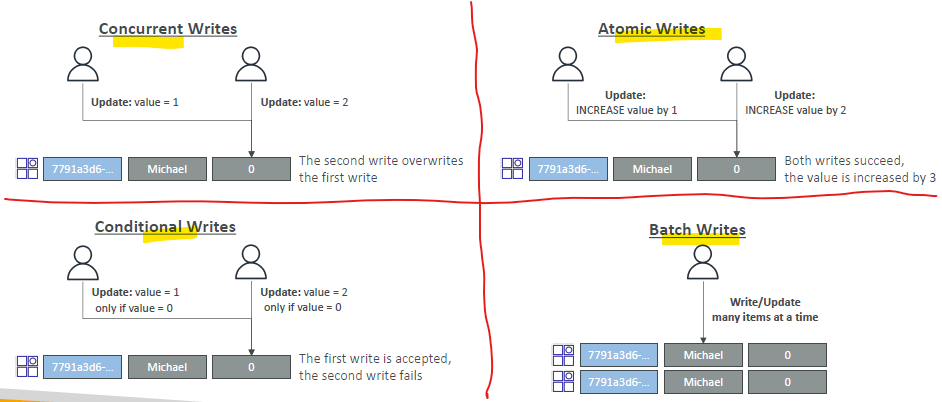 Concurrent Writes
Update: value = 1
Update: value = 2
7791a3d6-...
Michael
0
The second write overwrites
the first write
Atomic Writes
Update:
INCREASE value by 1
Update:
INCREASE value by 2
7791a3d6-...
Michael
0
Both writes succeed,
the value is increased by 3
Conditional Writes
Update: value = 1
only if value = 0
Update: value = 2
only if value = 0
7791a3d6-...
Michael
0
The first write is accepted,
the second write fails
Batch Writes
Write/Update
many items at a time
7791a3d6-...
Michael
0
7791a3d6-...
Michael
0